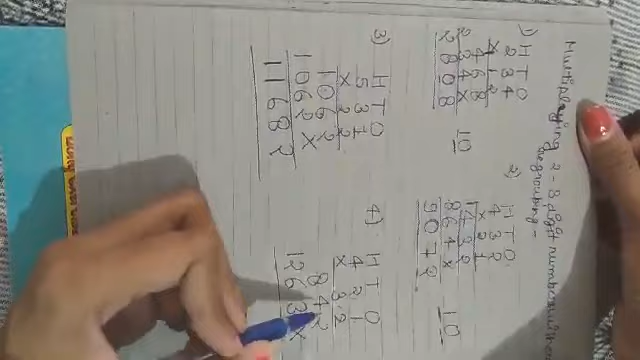 Multiplying 2-3 digit numbers
regrouping-
1) H T O
2 3 4
x 1 2
4 6 8
2 3 4 x
2 8 0 8
10
2) H T O
4 3 2
x 2 1
1 4 3 2
8 6 4 x
9 0 7 2
10
3) H T O
5 3 1
x 2 2
1 0 6 2
1 0 6 2 x
1 1 6 8 2
4) H T O
4 2 1
x 3 2
8 4 2
1 2 6 3 x